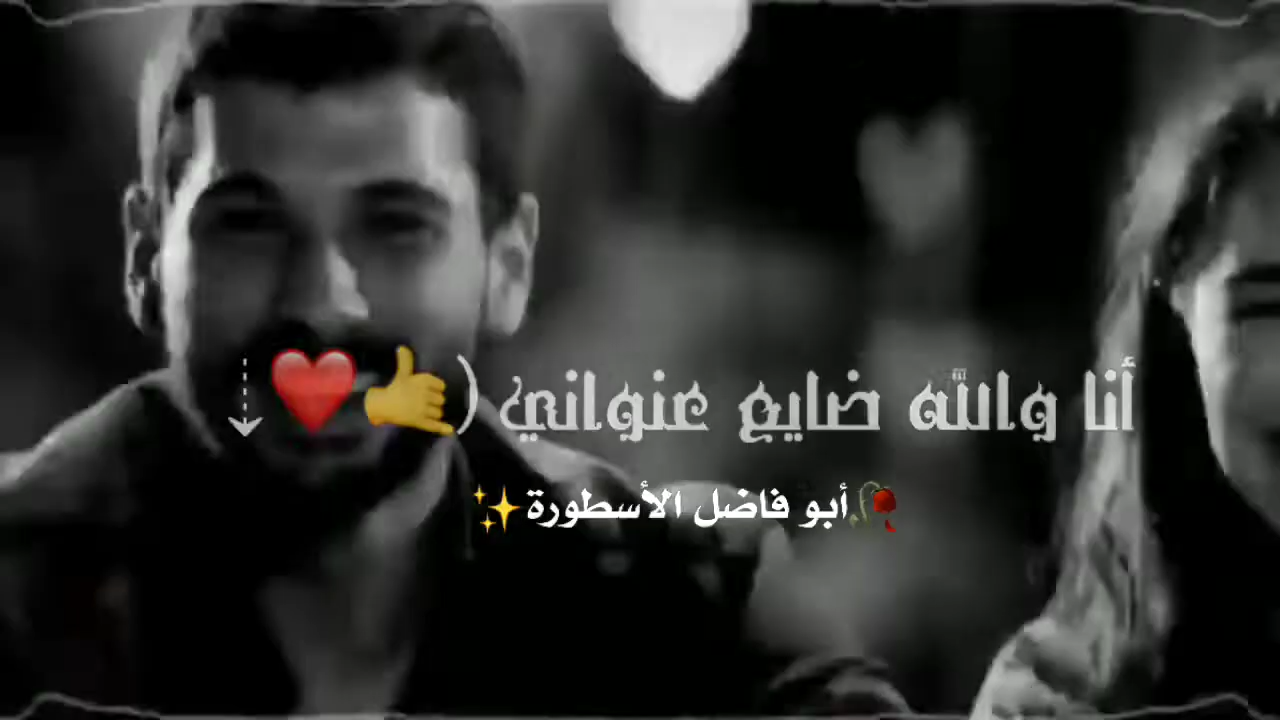 أنا والله ضايع عنواني (🤙❤️⇣
🥀أبو فاضل الأسطورة✨